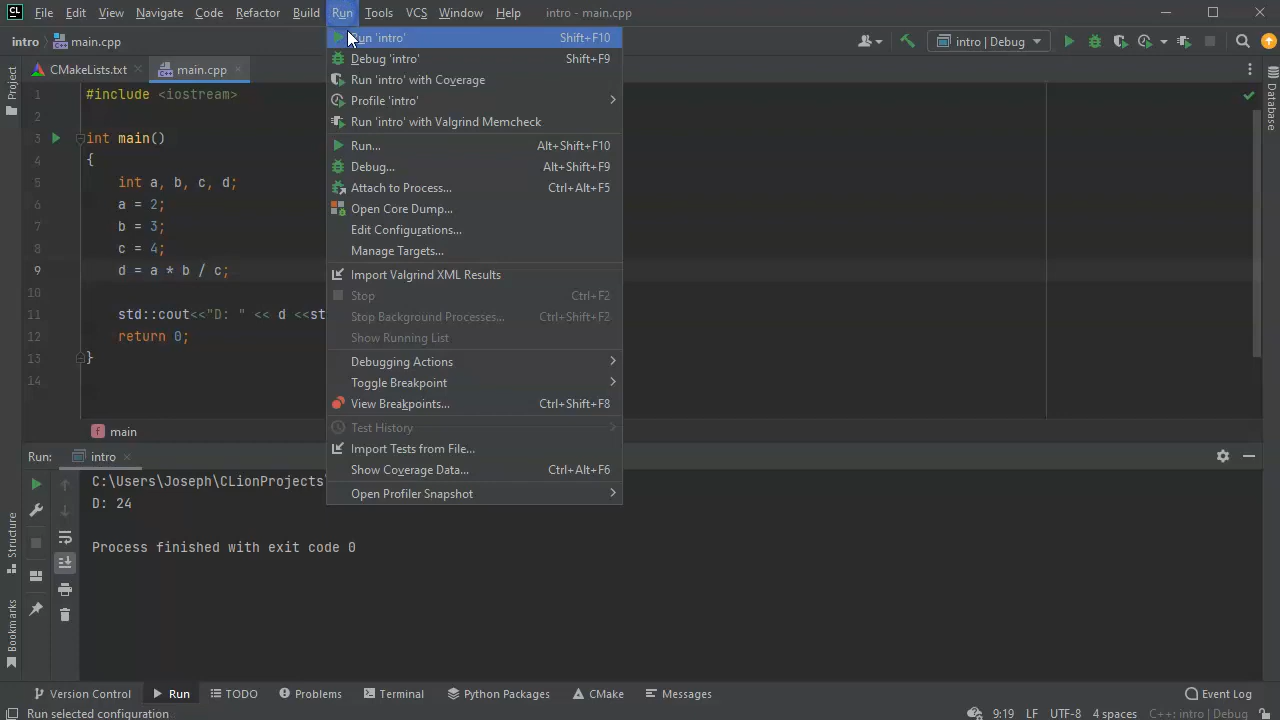 CL File Edit View Navigate Code Refactor Build Run Tools VCS Window Help intro - main.cpp
intro main.cpp intro | Debug
CMakeLists.txt main.cpp
Project
Database
Structure
Bookmarks
1 #include <iostream>
2
3 int main()
4 {
5 int a, b, c, d;
6 a = 2;
7 b = 3;
8 c = 4;
9 d = a * b / c;
10
11 std::cout<<"D: " << d <<st
12 return 0;
13 }
14
Run 'intro' Shift+F10
Debug 'intro' Shift+F9
Run 'intro' with Coverage
Profile 'intro'
Run 'intro' with Valgrind Memcheck
Run... Alt+Shift+F10
Debug... Alt+Shift+F9
Attach to Process... Ctrl+Alt+F5
Open Core Dump...
Edit Configurations...
Manage Targets...
Import Valgrind XML Results
Stop Ctrl+F2
Stop Background Processes... Ctrl+Shift+F2
Show Running List
Debugging Actions
Toggle Breakpoint
View Breakpoints... Ctrl+Shift+F8
Test History
Import Tests from File...
Show Coverage Data... Ctrl+Alt+F6
Open Profiler Snapshot
f main
Run: intro
C:\Users\Joseph\CLionProjects\
D: 24
Process finished with exit code 0
Version Control Run TODO Problems Terminal Python Packages CMake Messages Event Log
Run selected configuration 9:19 LF UTF-8 4 spaces C++: intro | Debug